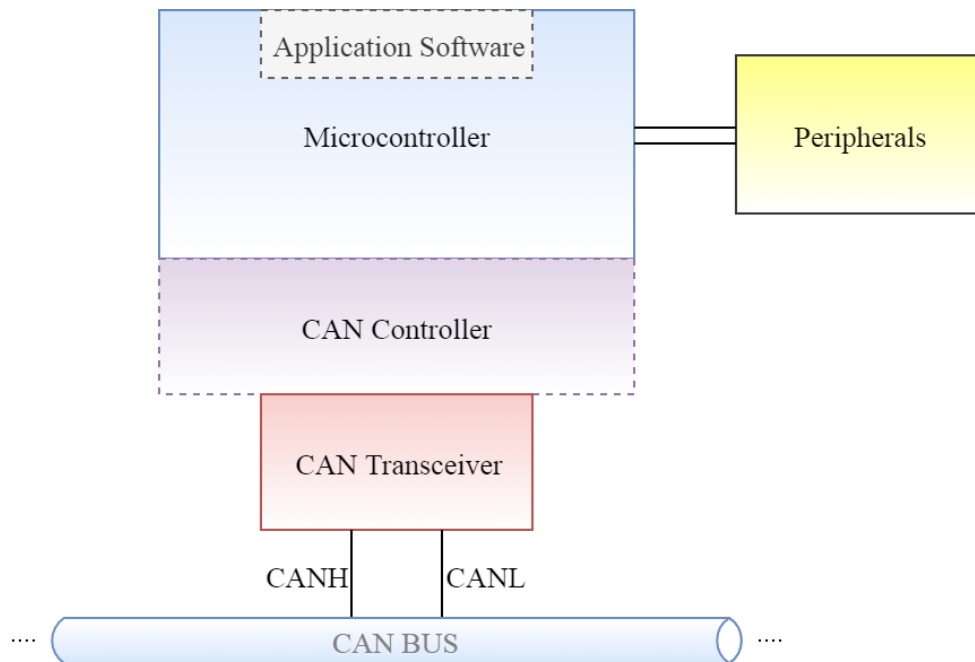 Application Software
Microcontroller
Peripherals
CAN Controller
CAN Transceiver
CANH
CANL
....
CAN BUS
....